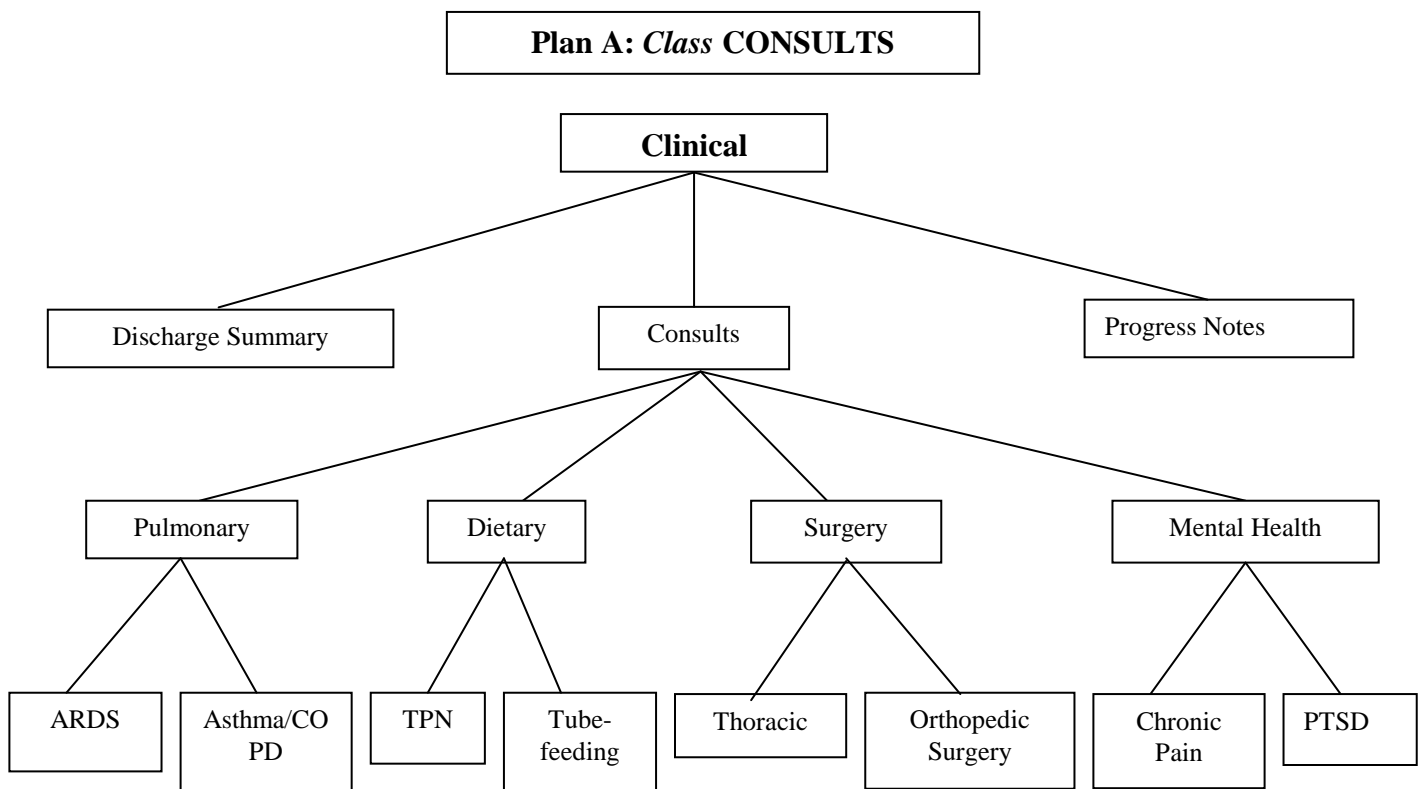 Plan A: Class CONSULTS
Clinical
Discharge Summary
Consults
Progress Notes
Pulmonary
Dietary
Surgery
Mental Health
ARDS
Asthma/CO
PD
TPN
Tube-
feeding
Thoracic
Orthopedic
Surgery
Chronic
Pain
PTSD